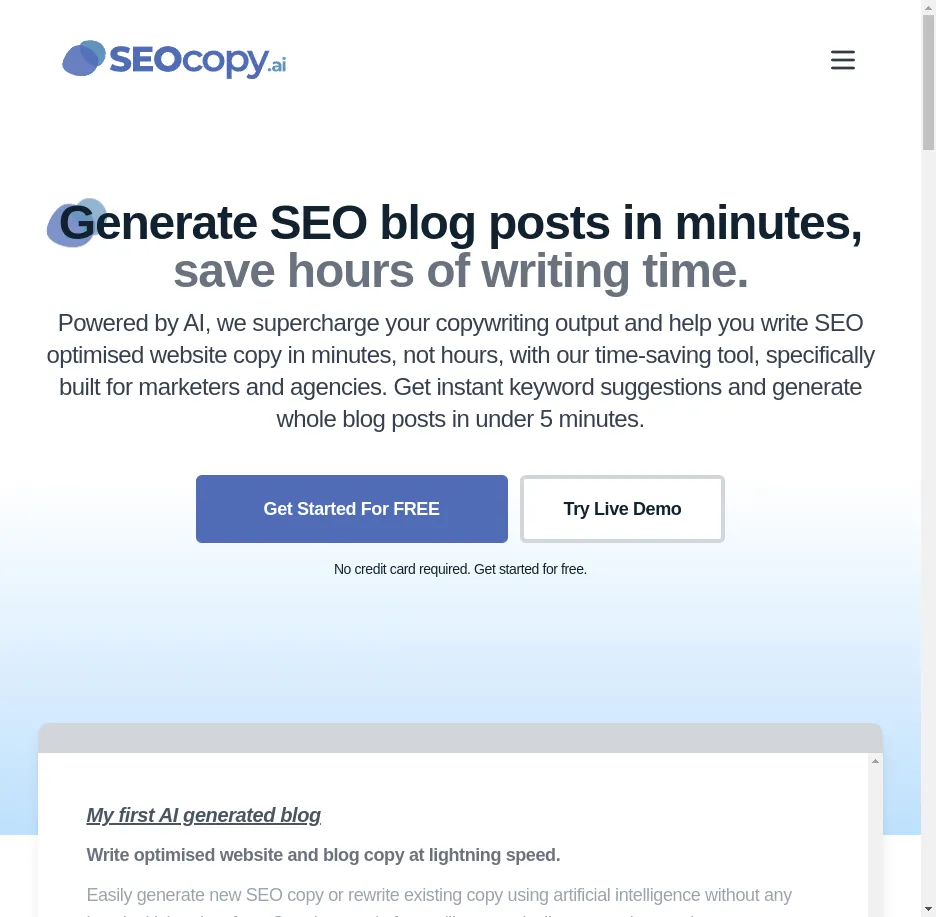 SEOcopy.ai
Generate SEO blog posts in minutes,
save hours of writing time.
Powered by AI, we supercharge your copywriting output and help you write SEO
optimised website copy in minutes, not hours, with our time-saving tool, specifically
built for marketers and agencies. Get instant keyword suggestions and generate
whole blog posts in under 5 minutes.
Get Started For FREE
Try Live Demo
No credit card required. Get started for free.
My first AI generated blog
Write optimised website and blog copy at lightning speed.
Easily generate new SEO copy or rewrite existing copy using artificial intelligence without any